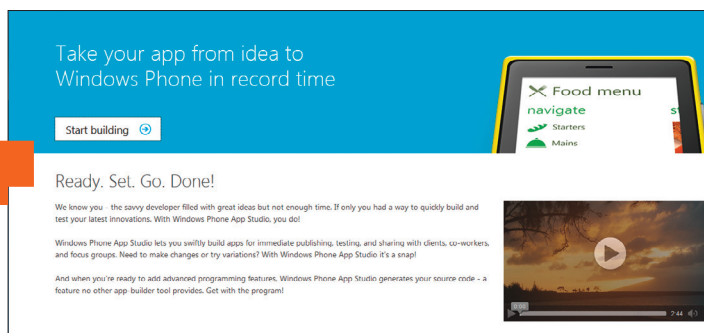 Take your app from idea to
Windows Phone in record time
Start building
Food menu
navigate
st
Starters
Mains
Ready. Set. Go. Done!
We know you - the savvy developer filled with great ideas but not enough time. If only you had a way to quickly build and
test your latest innovations. With Windows Phone App Studio, you do!
Windows Phone App Studio lets you swiftly build apps for immediate publishing, testing, and sharing with clients, co-workers,
and focus groups. Need to make changes or try variations? With Windows Phone App Studio it's a snap!
And when you're ready to add advanced programming features, Windows Phone App Studio generates your source code - a
feature no other app-builder tool provides. Get with the program!
0:00
2:44